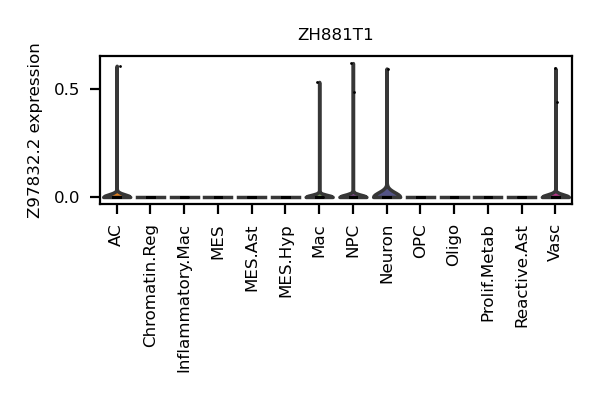 ZH881T1
Z97832.2 expression
0.5
0.0
AC
Chromatin.Reg
Inflammatory.Mac
MES
MES.Ast
MES.Hyp
Mac
NPC
Neuron
OPC
Oligo
Prolif.Metab
Reactive.Ast
Vasc